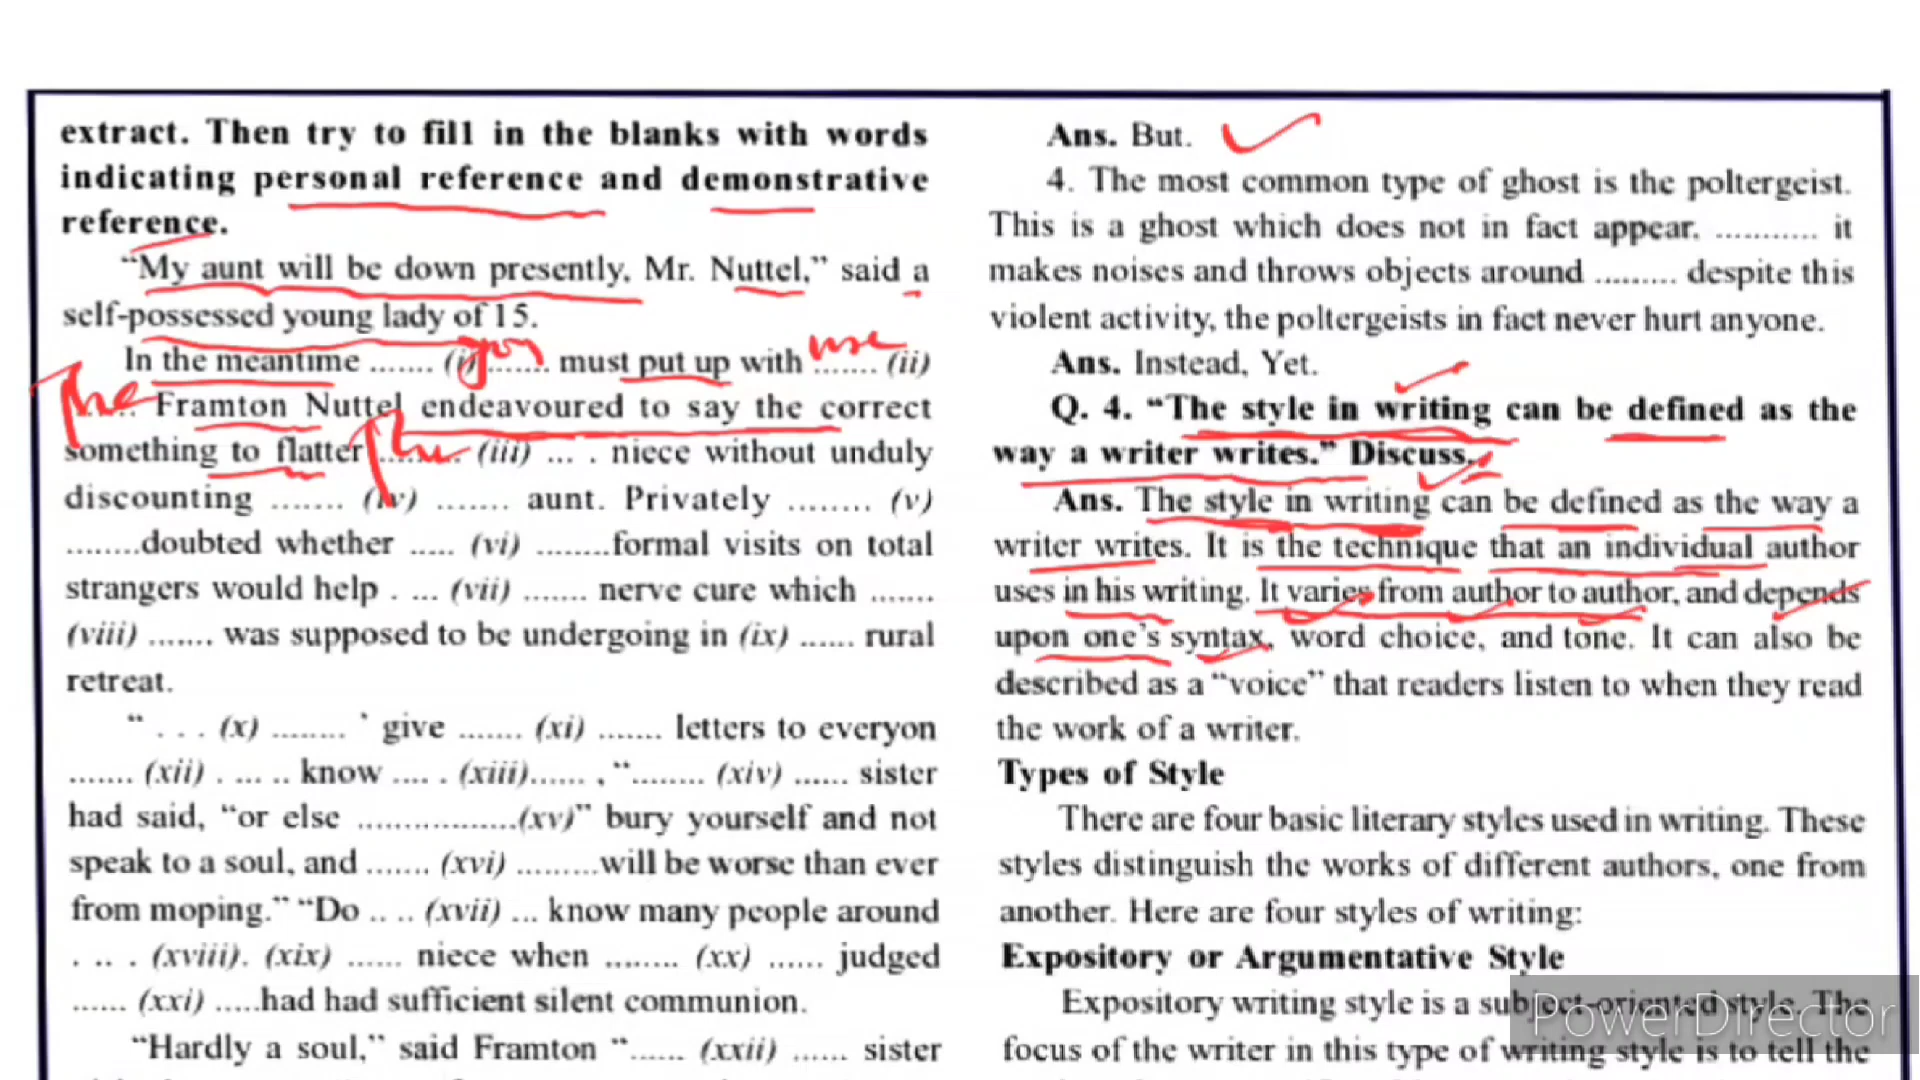 extract. Then try to fill in the blanks with words
indicating personal reference and demonstrative
reference.
"My aunt will be down presently, Mr. Nuttel," said a
self-possessed young lady of 15.
In the meantime ....... (i) you ....... must put up with me ....... (ii)
The ...... Framton Nuttel endeavoured to say the correct
something to flatter The ........ (iii) ... . niece without unduly
discounting ....... (iv) ....... aunt. Privately ........ (v)
........doubted whether ..... (vi) ........formal visits on total
strangers would help . ... (vii) ....... nerve cure which .......
(viii) ....... was supposed to be undergoing in (ix) ...... rural
retreat.
" . . . (x) ........ ' give ....... (xi) ....... letters to everyon
....... (xii) . ... .. know .... . (xiii)...... , "........ (xiv) ...... sister
had said, "or else .................(xv)" bury yourself and not
speak to a soul, and ....... (xvi) .........will be worse than ever
from moping." "Do .. .. (xvii) ... know many people around
. .. . (xviii). (xix) ...... niece when ........ (xx) ...... judged
...... (xxi) .....had had sufficient silent communion.
"Hardly a soul," said Framton "...... (xxii) ...... sister
Ans. But.
4. The most common type of ghost is the poltergeist.
This is a ghost which does not in fact appear. ........... it
makes noises and throws objects around ......... despite this
violent activity, the poltergeists in fact never hurt anyone.
Ans. Instead, Yet.
Q. 4. "The style in writing can be defined as the
way a writer writes." Discuss.
Ans. The style in writing can be defined as the way a
writer writes. It is the technique that an individual author
uses in his writing. It varies from author to author, and depends
upon one's syntax, word choice, and tone. It can also be
described as a "voice" that readers listen to when they read
the work of a writer.
Types of Style
There are four basic literary styles used in writing. These
styles distinguish the works of different authors, one from
another. Here are four styles of writing:
Expository or Argumentative Style
Expository writing style is a subject-oriented style. The
focus of the writer in this type of writing style is to tell the
PowerDirector